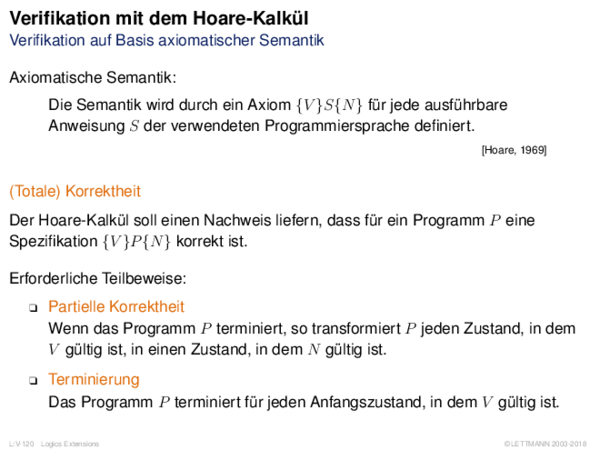 Verifikation mit dem Hoare-Kalkül
Verifikation auf Basis axiomatischer Semantik
Axiomatische Semantik:
Die Semantik wird durch ein Axiom {V}S{N} für jede ausführbare
Anweisung S der verwendeten Programmiersprache definiert.
[Hoare, 1969]
(Totale) Korrektheit
Der Hoare-Kalkül soll einen Nachweis liefern, dass für ein Programm P eine
Spezifikation {V}P{N} korrekt ist.
Erforderliche Teilbeweise:
❑ Partielle Korrektheit
Wenn das Programm P terminiert, so transformiert P jeden Zustand, in dem
V gültig ist, in einen Zustand, in dem N gültig ist.
❑ Terminierung
Das Programm P terminiert für jeden Anfangszustand, in dem V gültig ist.
L:V-120 Logics Extensions ©LETTMANN 2003-2018